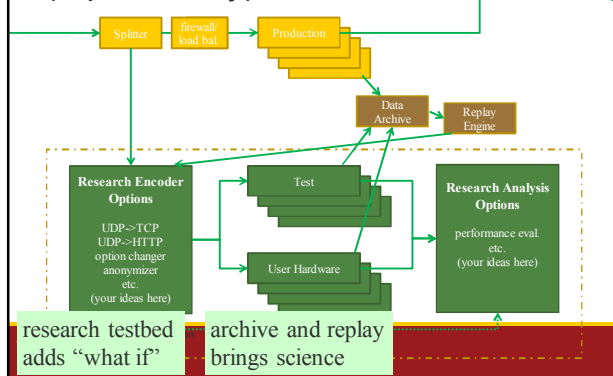 Splitter
firewall/
load bal.
Production
Data
Archive
Replay
Engine
Research Encoder
Options
UDP->TCP
UDP->HTTP
option changer
anonymizer
etc.
(your ideas here)
Test
User Hardware
Research Analysis
Options
performance eval.
etc.
(your ideas here)
research testbed
adds “what if”
archive and replay
brings science